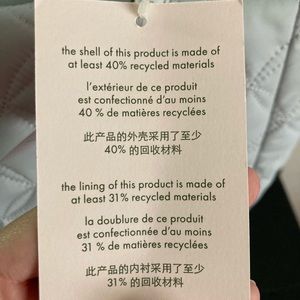 the shell of this product is made of
at least 40% recycled materials
l'extérieur de ce produit
est confectionné d'au moins
40 % de matières recyclées
此产品的外壳采用了至少
40% 的回收材料
the lining of this product is made of
at least 31% recycled materials
la doublure de ce produit
est confectionnée d'au moins
31 % de matières recyclées
此产品的内衬采用了至少
31% 的回收材料